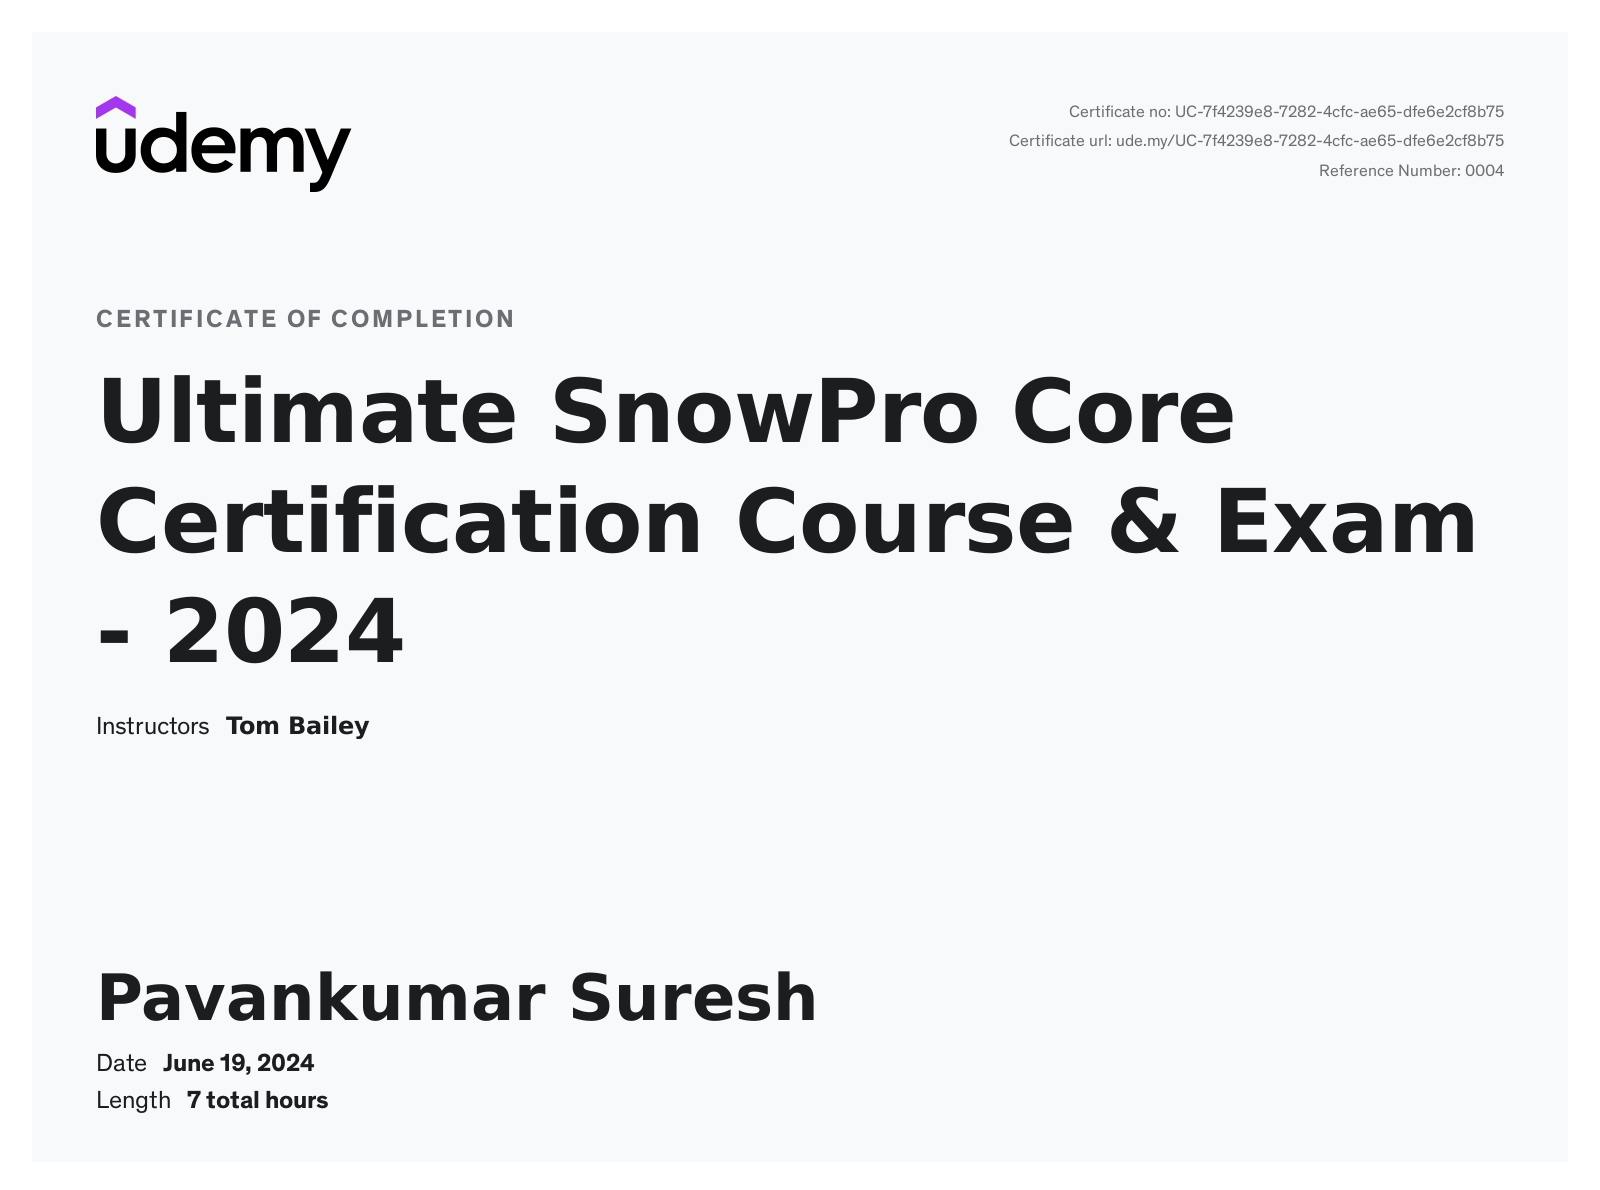 udemy
Certificate no: UC-7f4239e8-7282-4cfc-ae65-dfe6e2cf8b75
Certificate url: ude.my/UC-7f4239e8-7282-4cfc-ae65-dfe6e2cf8b75
Reference Number: 0004
CERTIFICATE OF COMPLETION
Ultimate SnowPro Core
Certification Course & Exam
- 2024
Instructors Tom Bailey
Pavankumar Suresh
Date June 19, 2024
Length 7 total hours